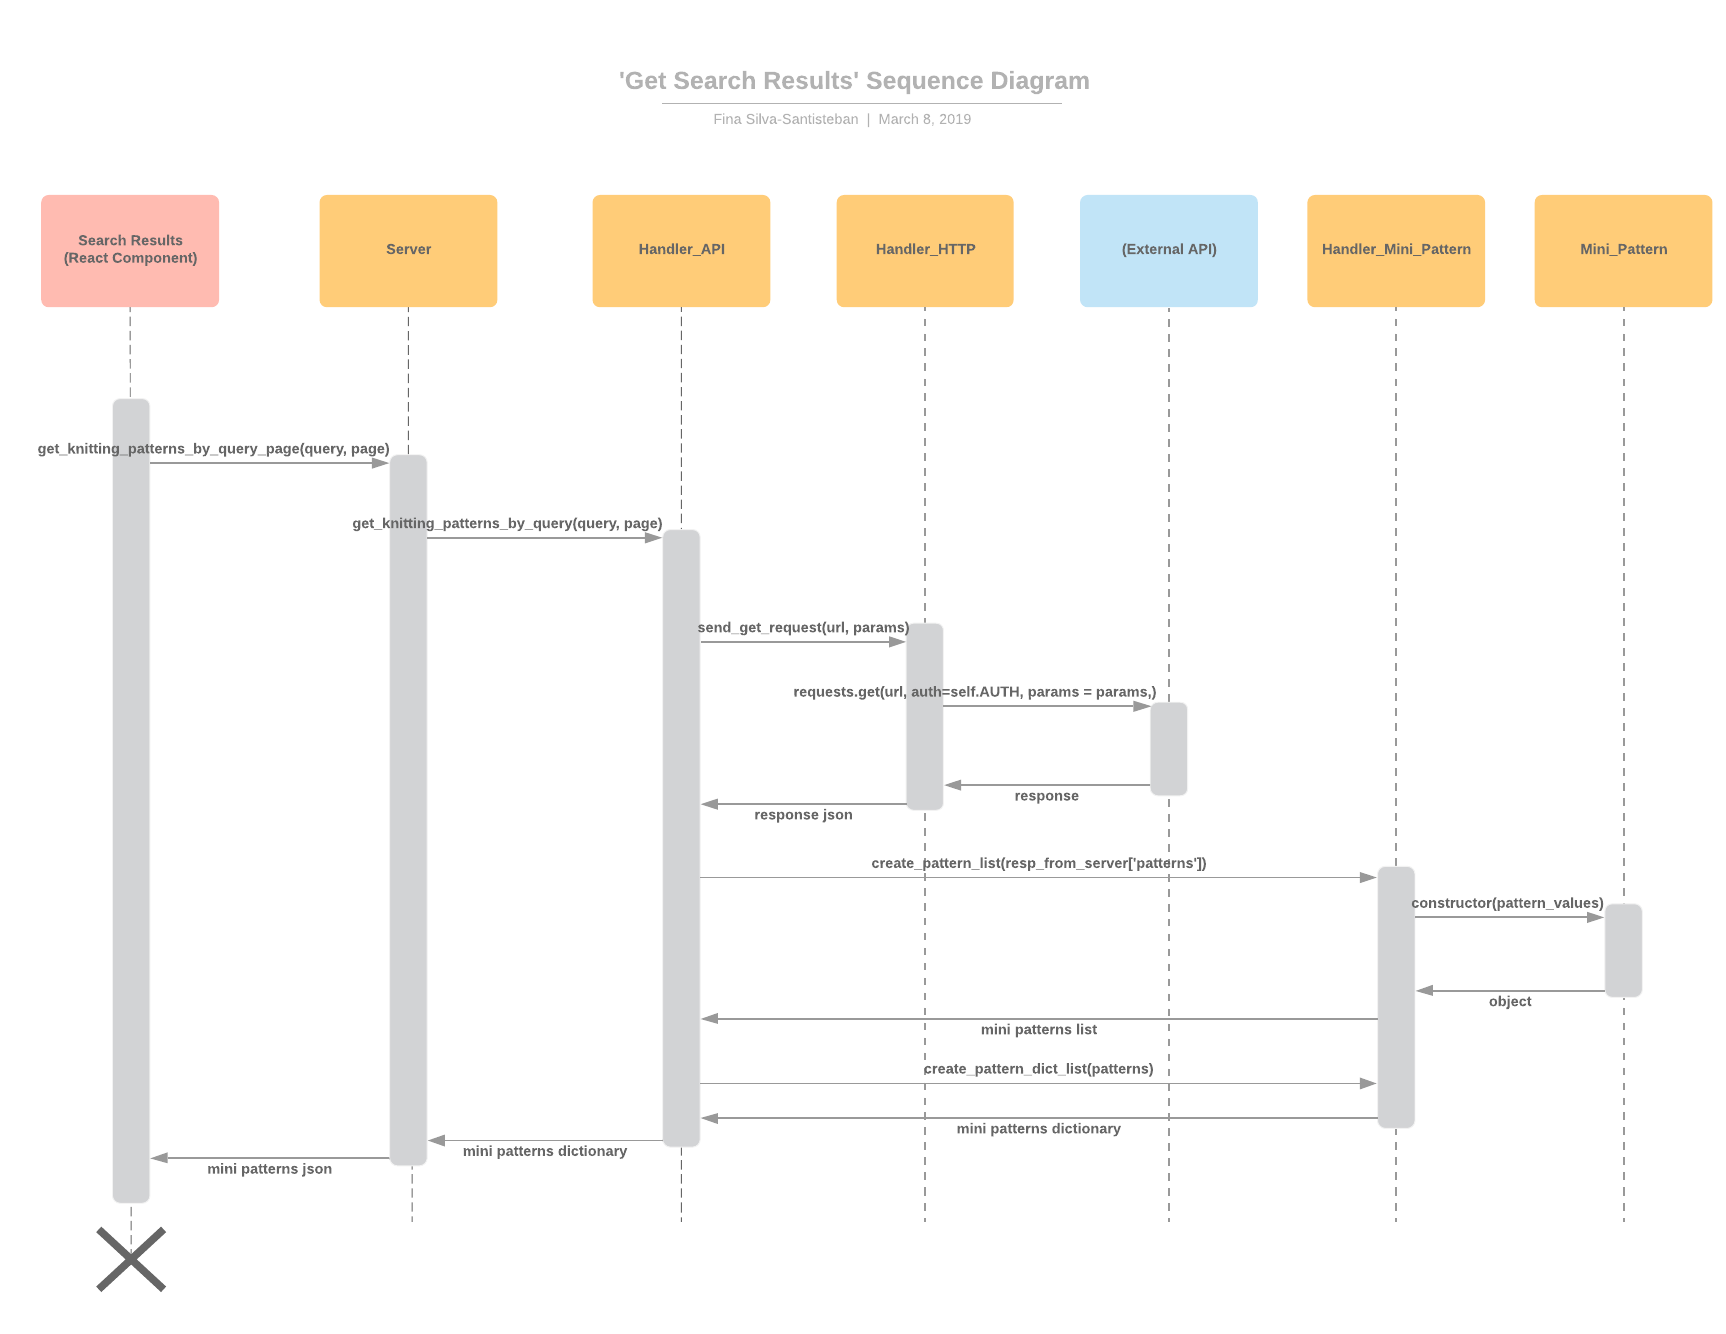 'Get Search Results' Sequence Diagram
Fina Silva-Santisteban | March 8, 2019
Search Results
(React Component)
Server
Handler_API
Handler_HTTP
(External API)
Handler_Mini_Pattern
Mini_Pattern
get_knitting_patterns_by_query_page(query, page)
get_knitting_patterns_by_query(query, page)
send_get_request(url, params)
requests.get(url, auth=self.AUTH, params = params,)
response
response json
create_pattern_list(resp_from_server['patterns'])
constructor(pattern_values)
object
mini patterns list
create_pattern_dict_list(patterns)
mini patterns dictionary
mini patterns dictionary
mini patterns json